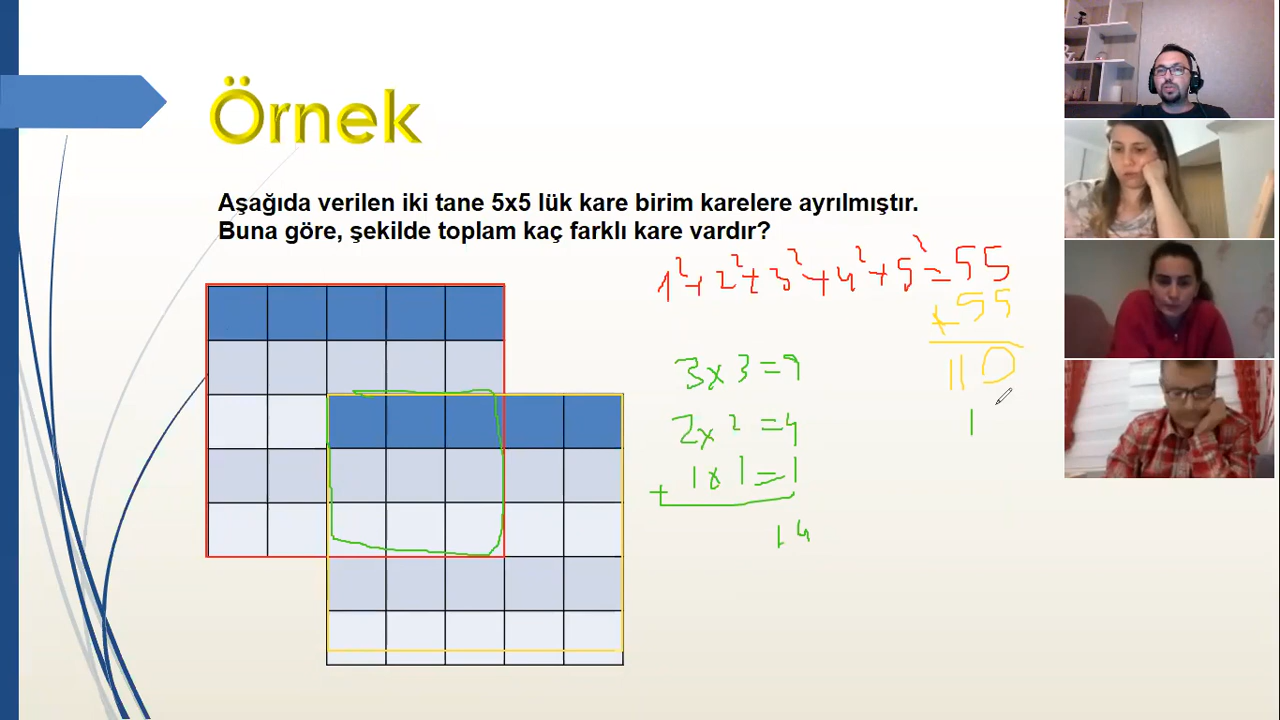 Örnek
Aşağıda verilen iki tane 5x5 lük kare birim karelere ayrılmıştır.
Buna göre, şekilde toplam kaç farklı kare vardır?
1²+2²+3²+4²+5²=55
+55
110
1
3x3=9
2x2=4
+ 1x1=1
14